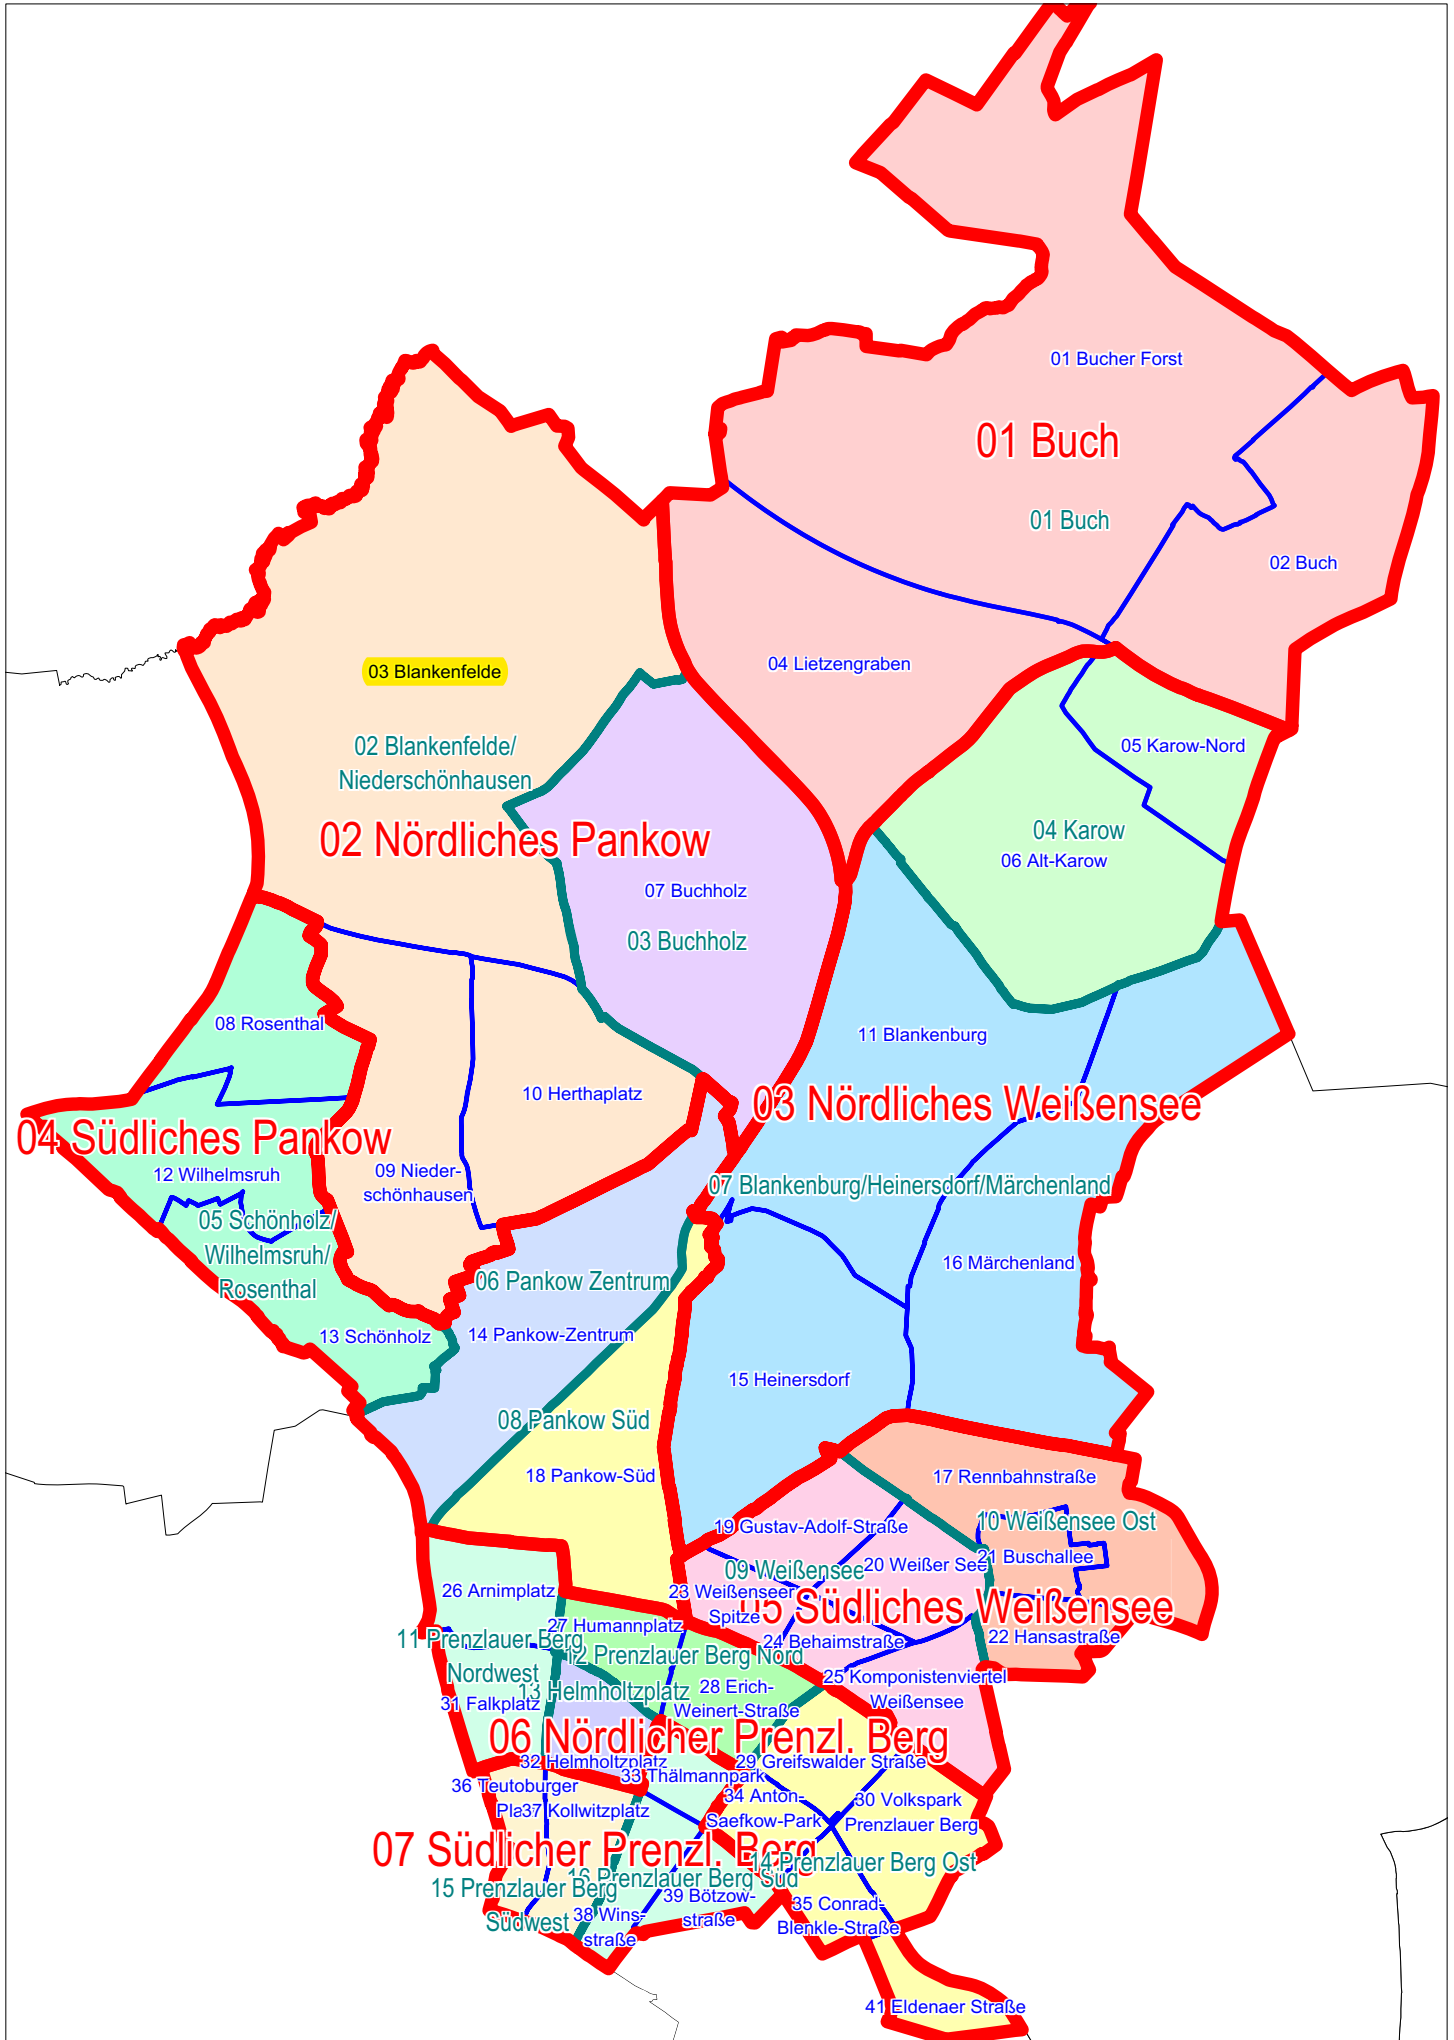 01 Bucher Forst
01 Buch
01 Buch
02 Buch
04 Lietzengraben
03 Blankenfelde
02 Blankenfelde/
Niederschönhausen
02 Nördliches Pankow
05 Karow-Nord
04 Karow
06 Alt-Karow
07 Buchholz
03 Buchholz
08 Rosenthal
11 Blankenburg
10 Herthaplatz
03 Nördliches Weißensee
04 Südliches Pankow
12 Wilhelmsruh
09 Nieder-
schönhausen
07 Blankenburg/Heinersdorf/Märchenland
05 Schönholz/
Wilhelmsruh/
Rosenthal
16 Märchenland
06 Pankow Zentrum
13 Schönholz
14 Pankow-Zentrum
15 Heinersdorf
08 Pankow Süd
18 Pankow-Süd
17 Rennbahnstraße
19 Gustav-Adolf-Straße
10 Weißensee Ost
20 Weißer See
21 Buschallee
09 Weißensee
26 Arnimplatz
23 Weißenseer
Spitze
05 Südliches Weißensee
27 Humannplatz
24 Behaimstraße
22 Hansastraße
11 Prenzlauer Berg
Nordwest
12 Prenzlauer Berg Nord
13 Helmholtzplatz
28 Erich-
Weinert-Straße
25 Komponistenviertel
Weißensee
31 Falkplatz
06 Nördlicher Prenzl. Berg
32 Helmholtzplatz
33 Thälmannpark
29 Greifswalder Straße
36 Teutoburger
Pla
37 Kollwitzplatz
34 Anton-
Saefkow-Park
30 Volkspark
Prenzlauer Berg
07 Südlicher Prenzl. Berg
14 Prenzlauer Berg Ost
16 Prenzlauer Berg Süd
15 Prenzlauer Berg
Südwest
39 Bötzow-
straße
38 Wins-
straße
35 Conrad-
Blenkle-Straße
41 Eldenaer Straße